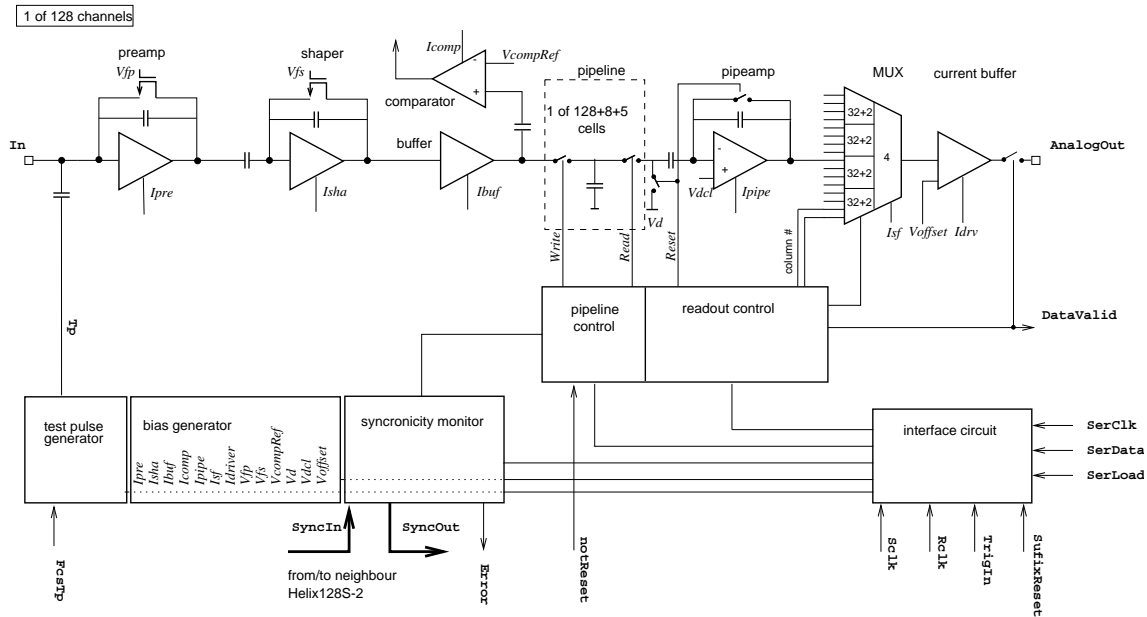 1 of 128 channels
preamp
Vfp
shaper
Vfs
Icomp
VcompRef
-
+
comparator
pipeline
1 of 128+8+5
cells
pipeamp
MUX
current buffer
32+2
32+2
32+2
32+2
4
In
buffer
AnalogOut
-
+
Ipre
Isha
Ibuf
Vdcl
Ipipe
Vd
Isf
Voffset
Idrv
Write
Read
Reset
column #
pipeline
control
readout control
DataValid
Tp
test pulse
generator
bias generator
Ipre
Isha
Ibuf
Icomp
Ipipe
Isf
Idriver
Vfp
Vfs
VcompRef
Vd
Vdcl
Voffset
syncronicity monitor
interface circuit
SerClk
SerData
SerLoad
SyncIn
SyncOut
from/to neighbour
Helix128S-2
FcsTp
Error
notReset
Sclk
Rclk
TrigIn
SufixReset